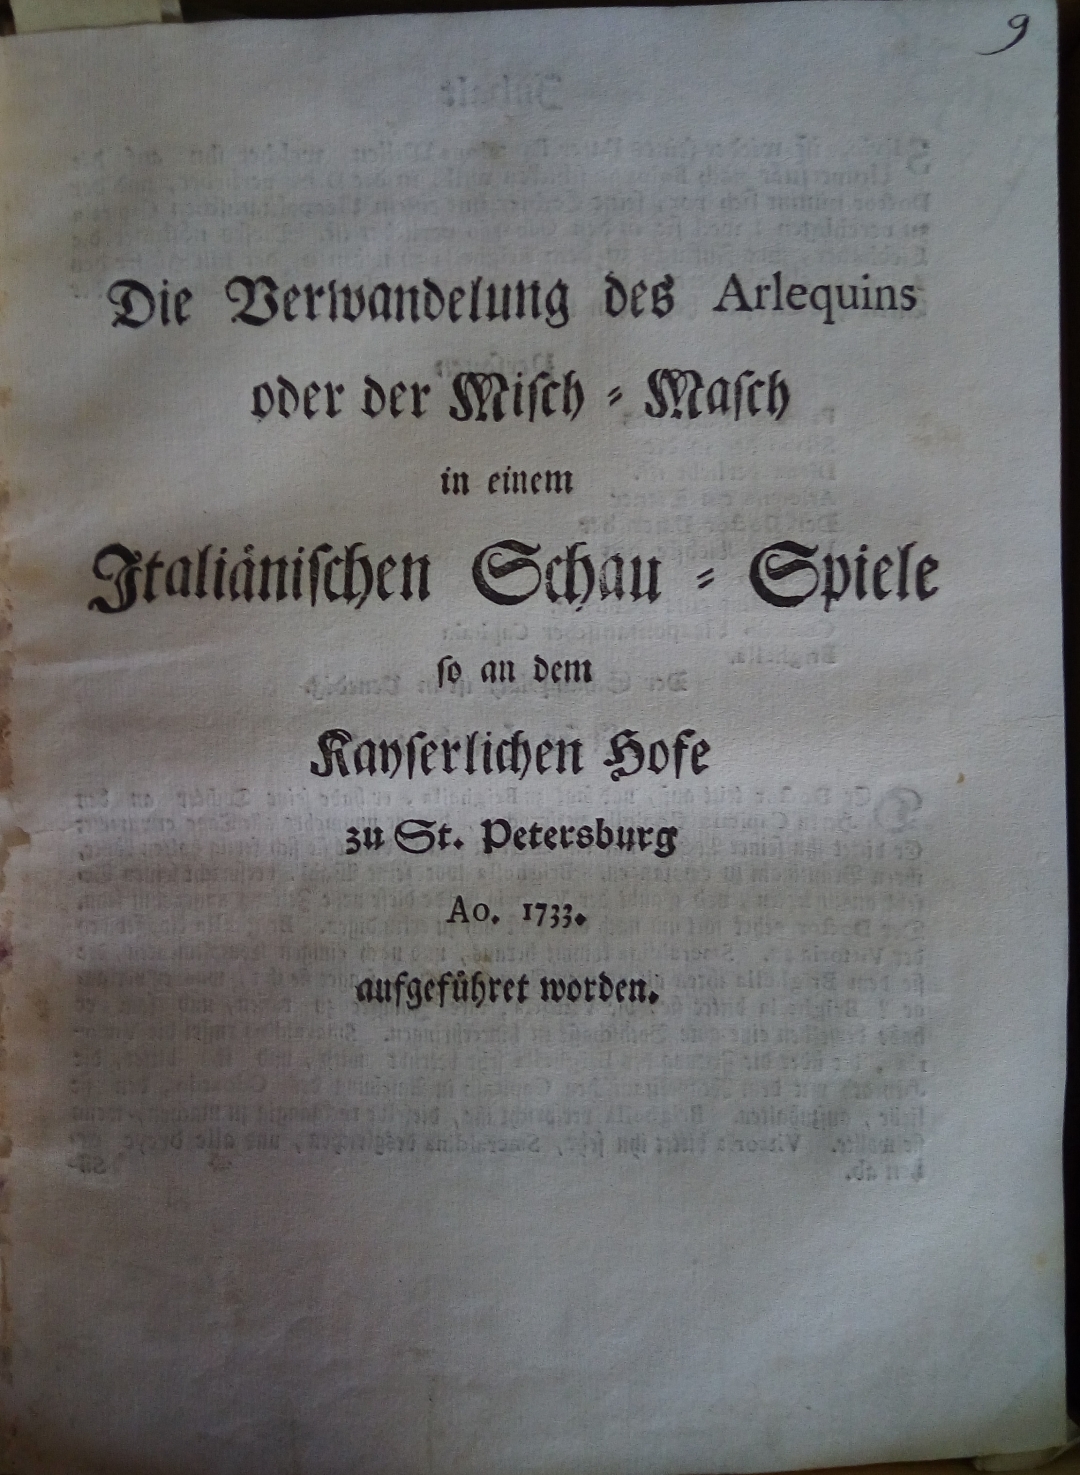 9
Die Verwandelung des Arlequins
oder der Misch = Masch
in einem
Italiänischen Schau = Spiele
so an dem
Kayserlichen Hofe
zu St. Petersburg
Ao. 1733.
aufgeführet worden.